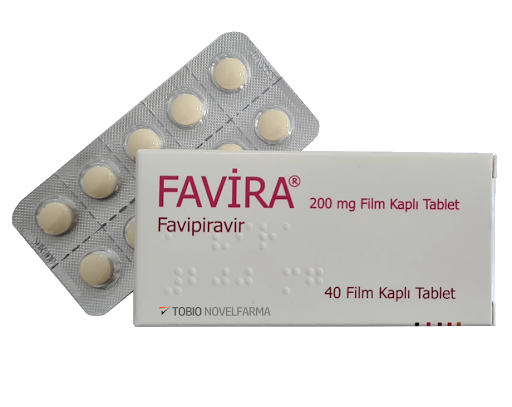 FAVİRA® 200 mg Film Kaplı Tablet
Favipiravir
40 Film Kaplı Tablet
TOBIO NOVELFARMA